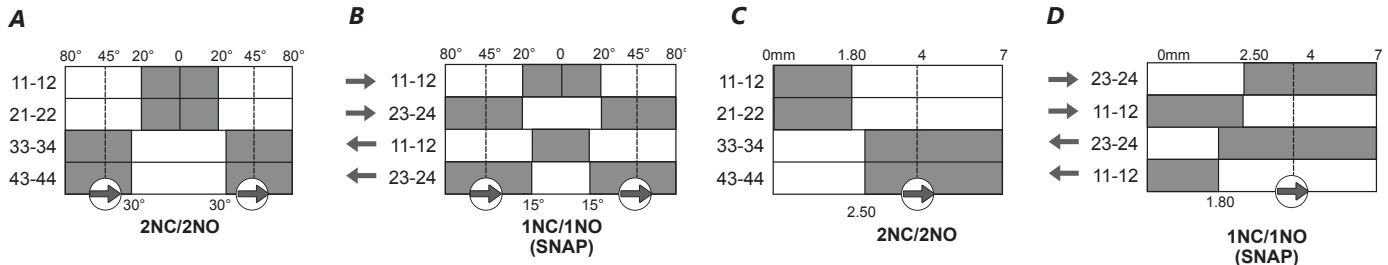 A
80° 45° 20° 0 20° 45° 80°
11-12
21-22
33-34
43-44
30° 30°
2NC/2NO
B
80° 45° 20° 0 20° 45° 80°
11-12
23-24
11-12
23-24
15° 15°
1NC/1NO
(SNAP)
C
0mm 1.80 4 7
11-12
21-22
33-34
43-44
2.50
2NC/2NO
D
0mm 2.50 4 7
23-24
11-12
23-24
11-12
1.80
1NC/1NO
(SNAP)